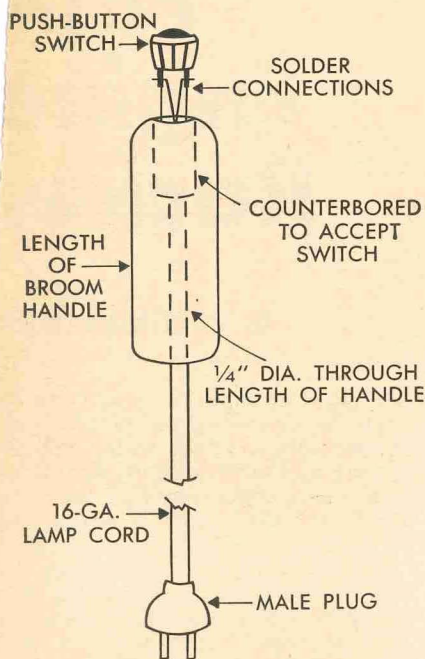 PUSH-BUTTON
SWITCH
SOLDER
CONNECTIONS
COUNTERBORED
TO ACCEPT
SWITCH
LENGTH
OF
BROOM
HANDLE
1/4" DIA. THROUGH
LENGTH OF HANDLE
16-GA.
LAMP CORD
MALE PLUG